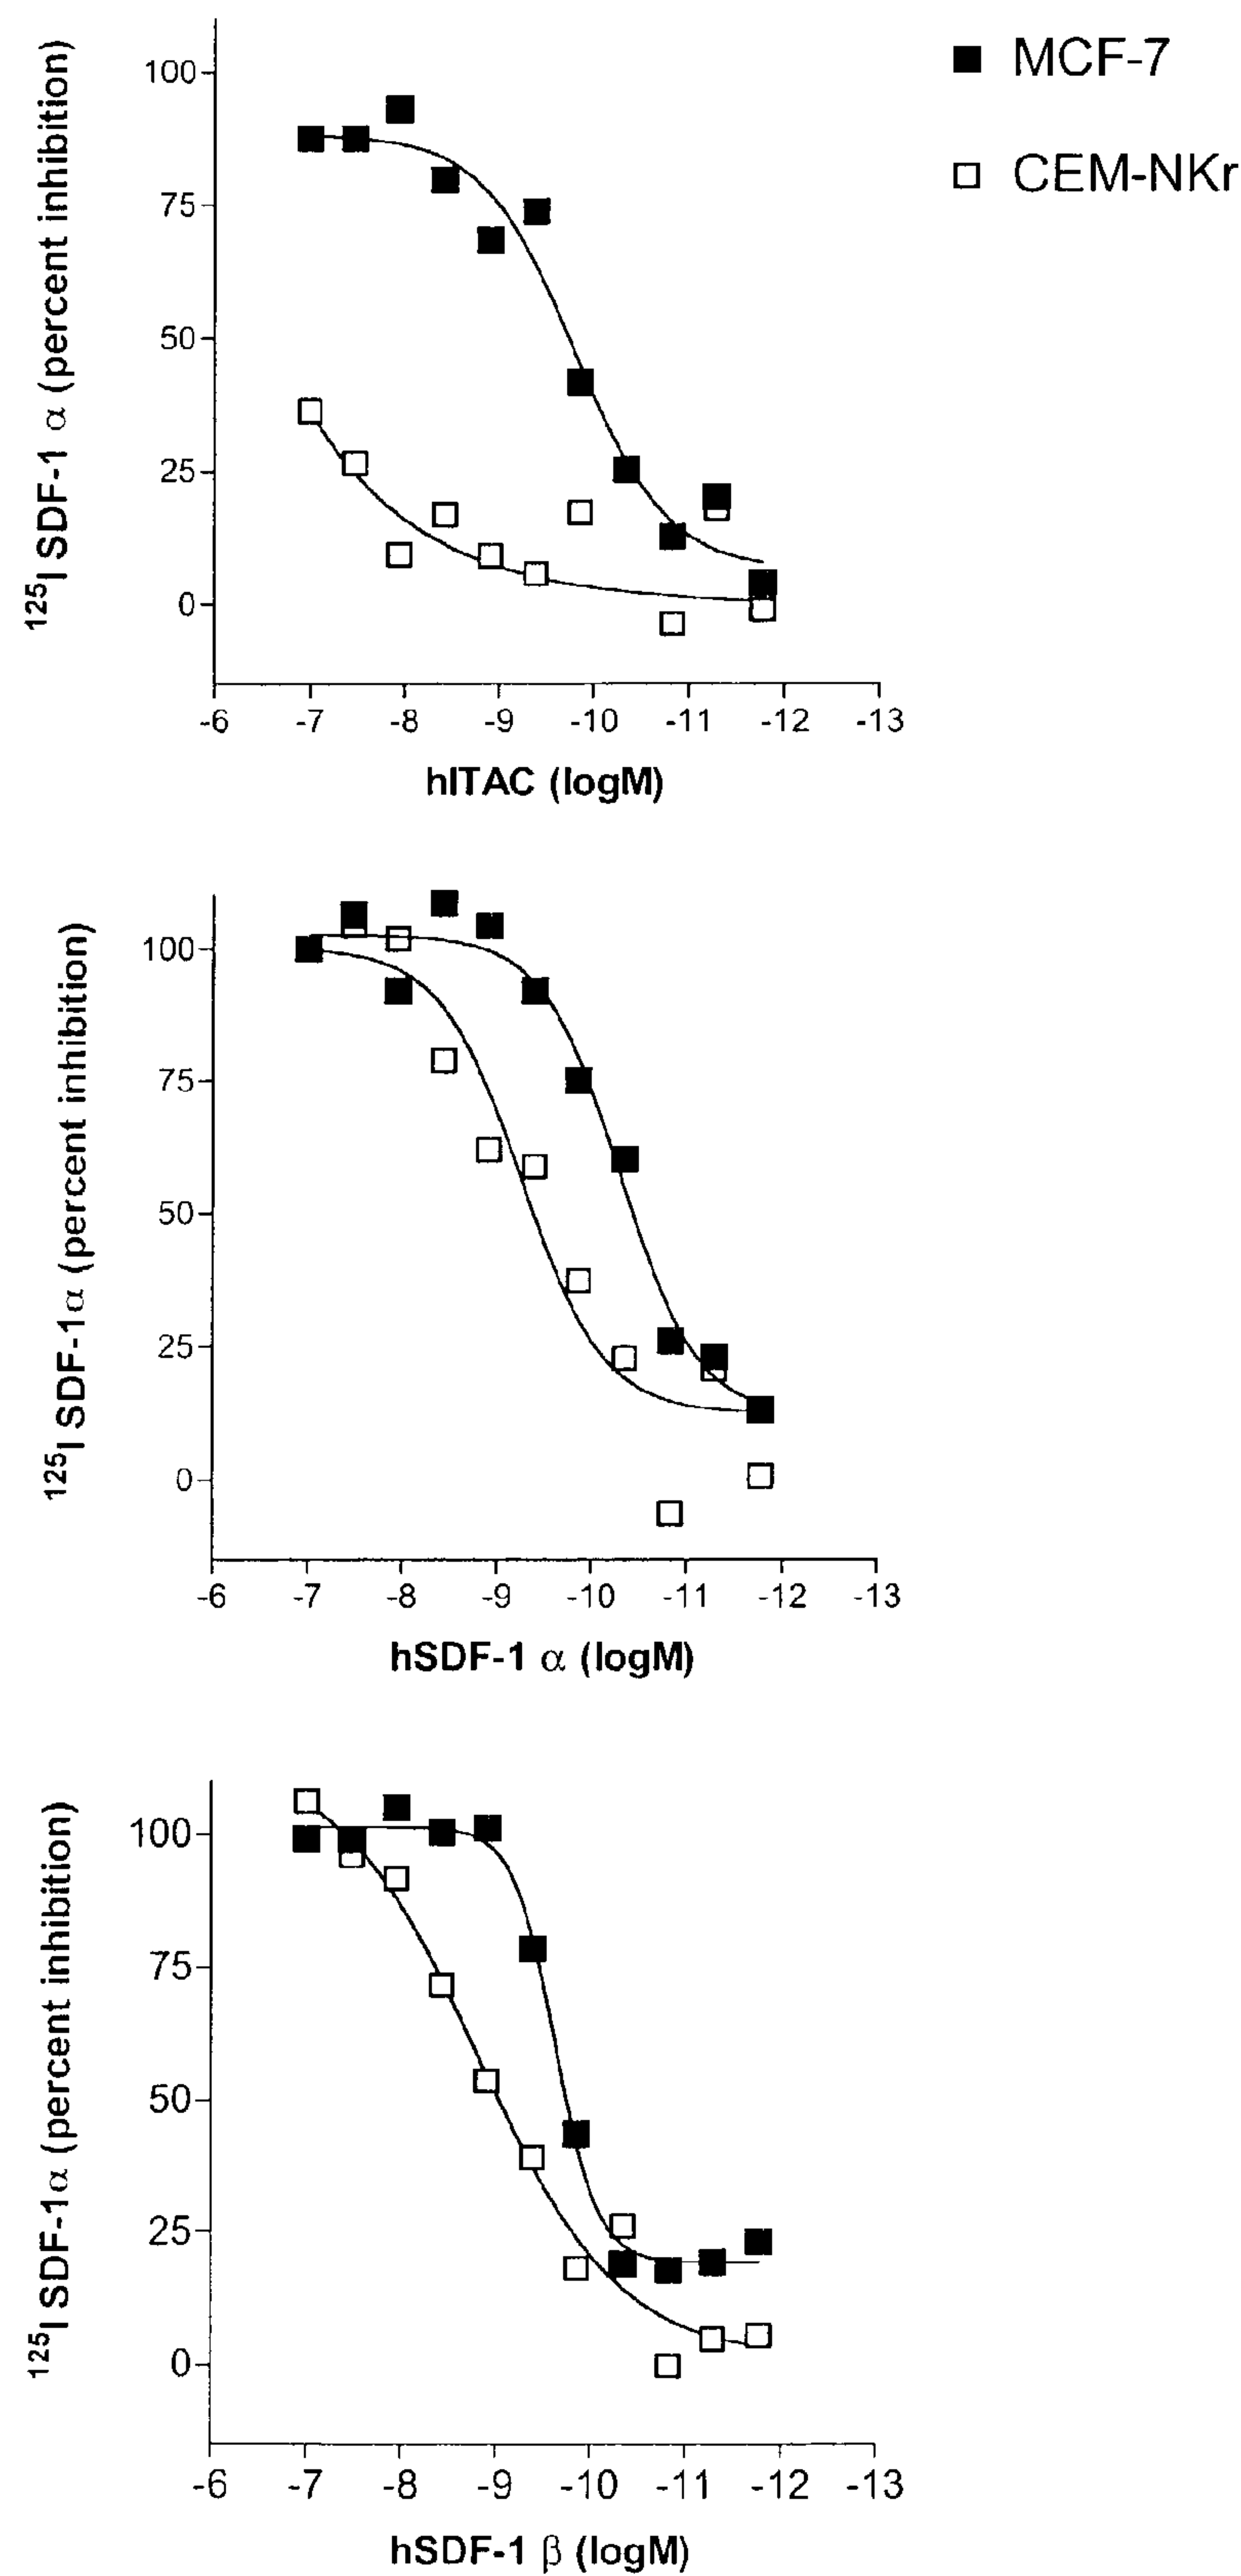 MCF-7
CEM-NKr
125I SDF-1 α (percent inhibition)
100
75
50
25
0
-6 -7 -8 -9 -10 -11 -12 -13
hITAC (logM)
125I SDF-1α (percent inhibition)
100
75
50
25
0
-6 -7 -8 -9 -10 -11 -12 -13
hSDF-1 α (logM)
125I SDF-1α (percent inhibition)
100
75
50
25
0
-6 -7 -8 -9 -10 -11 -12 -13
hSDF-1 β (logM)